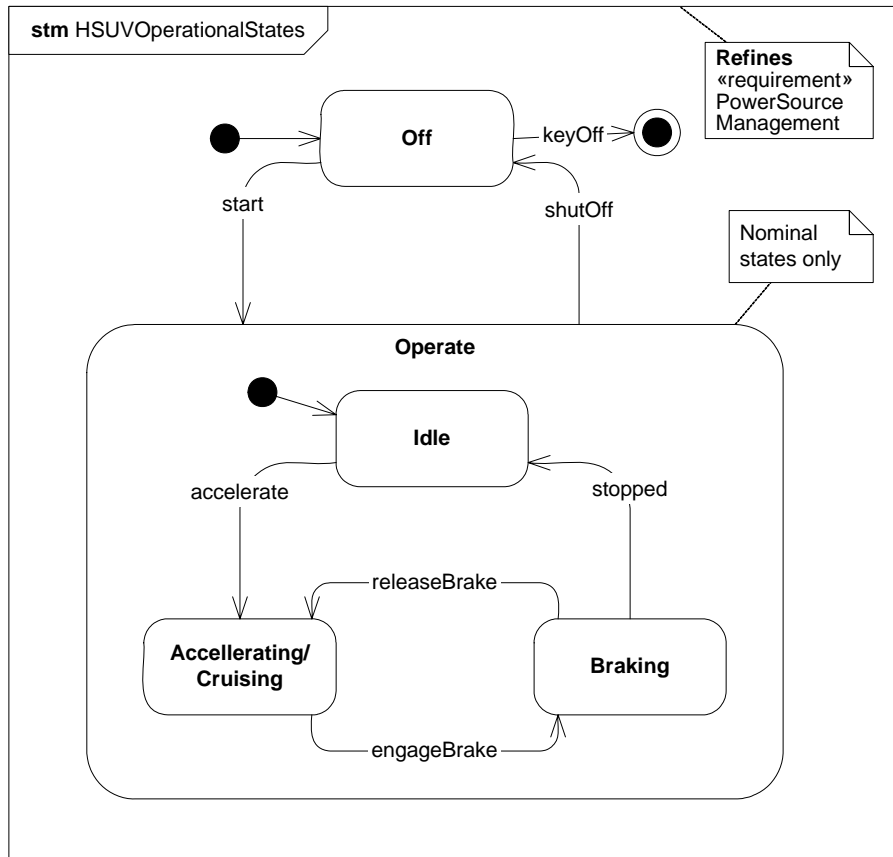 stm HSUVOperationalStates
Refines
«requirement»
PowerSource
Management
Off
keyOff
start
shutOff
Nominal
states only
Operate
Idle
accelerate
stopped
releaseBrake
Accellerating/
Cruising
Braking
engageBrake